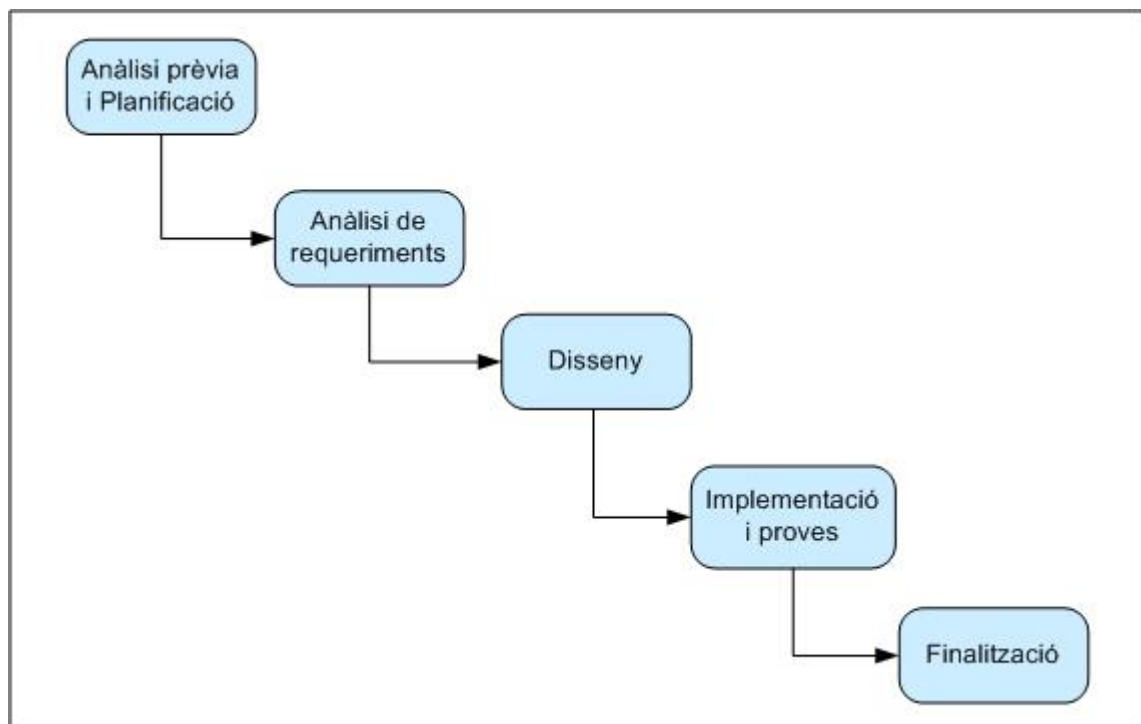 Anàlisi prèvia
i Planificació
Anàlisi de
requeriments
Disseny
Implementació
i proves
Finalització